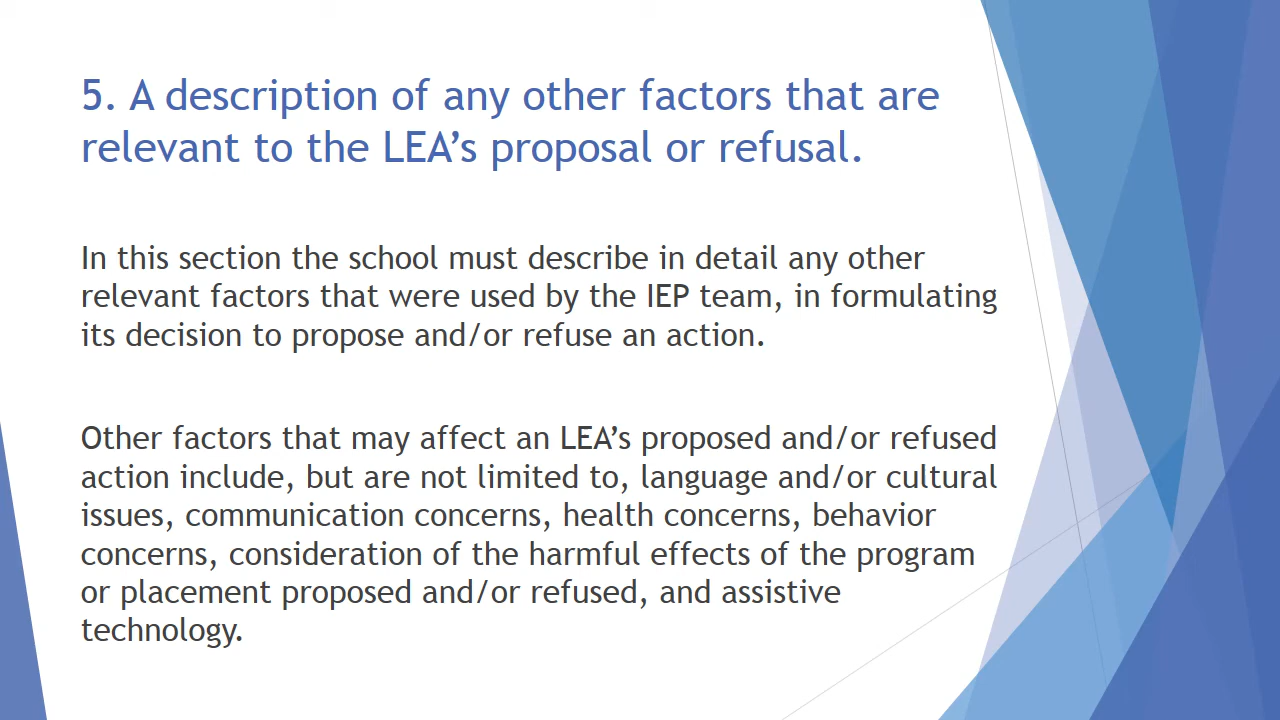 5. A description of any other factors that are
relevant to the LEA’s proposal or refusal.
In this section the school must describe in detail any other
relevant factors that were used by the IEP team, in formulating
its decision to propose and/or refuse an action.
Other factors that may affect an LEA’s proposed and/or refused
action include, but are not limited to, language and/or cultural
issues, communication concerns, health concerns, behavior
concerns, consideration of the harmful effects of the program
or placement proposed and/or refused, and assistive
technology.